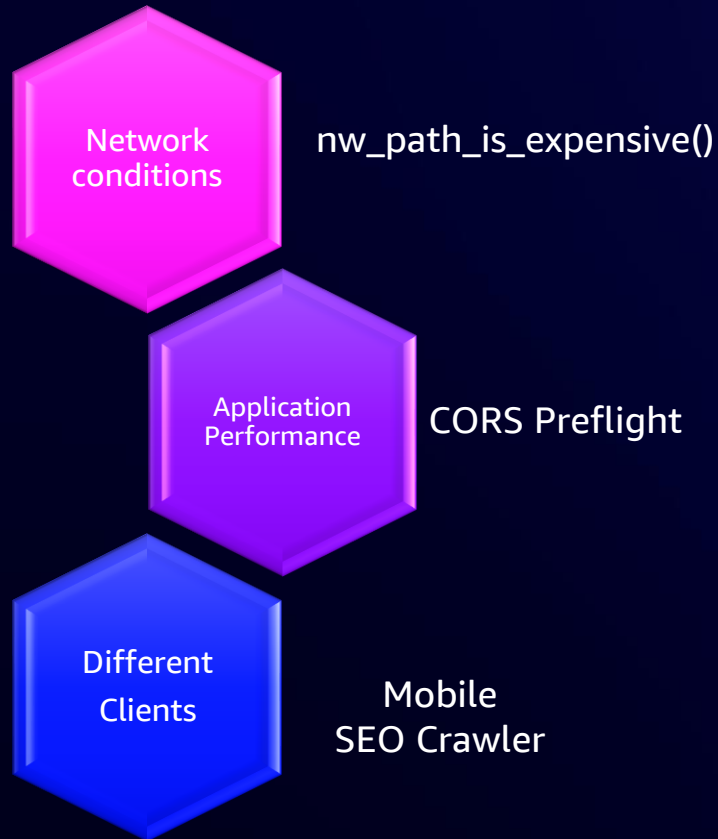 Network
conditions
nw_path_is_expensive()
Application
Performance
CORS Preflight
Different
Clients
Mobile
SEO Crawler